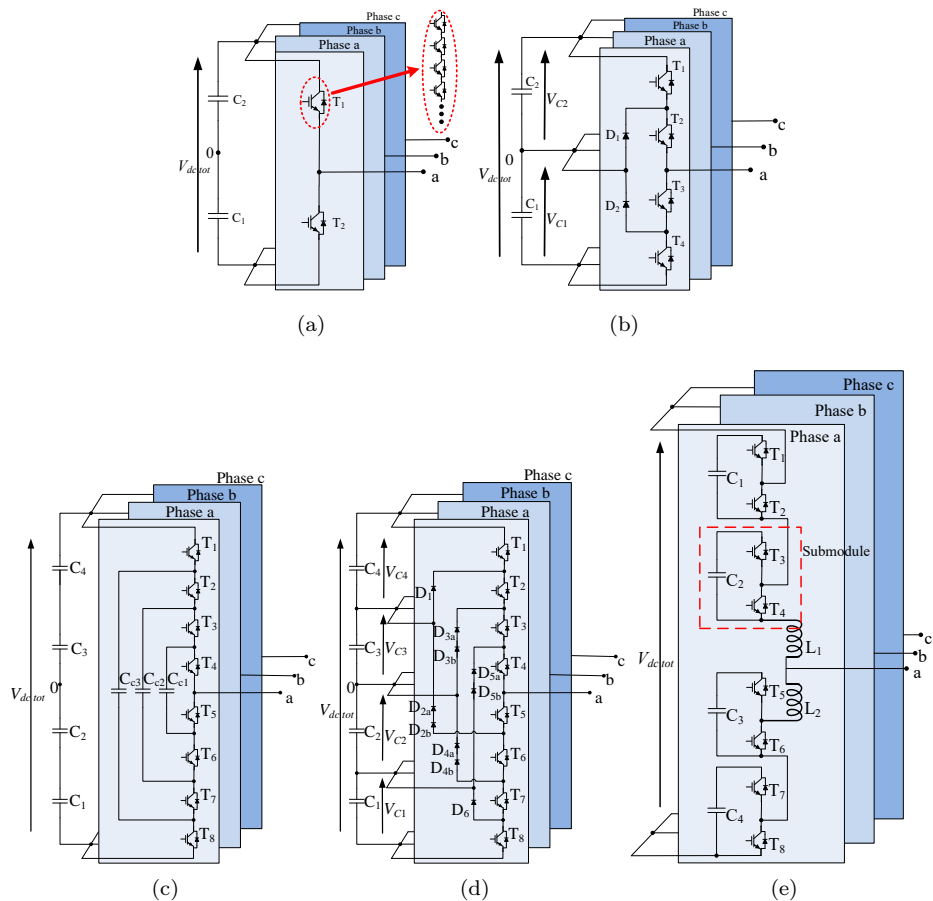 Phase c
Phase b
Phase a
T1
C2
0
Vdc,tot
C1
T2
c
b
a
(a)
Phase c
Phase b
Phase a
T1
C2
VC2
T2
D1
0
Vdc,tot
T3
C1
VC1
D2
T4
c
b
a
(b)
Phase c
Phase b
Phase a
T1
C4
T2
T3
C3
T4
Cc3
Cc2
Cc1
Vdc,tot
0
T5
C2
T6
C1
T7
T8
c
b
a
(c)
Phase c
Phase b
Phase a
T1
C4
VC4
D1
T2
D3a
T3
C3
VC3
D3b
D5a
T4
D5b
Vdc,tot
0
D2a
T5
C2
VC2
D2b
D4a
T6
D4b
C1
VC1
D6
T7
T8
c
b
a
(d)
Phase c
Phase b
Phase a
T1
C1
T2
T3
Submodule
C2
T4
L1
Vdc,tot
T5
L2
C3
T6
T7
C4
T8
c
b
a
(e)